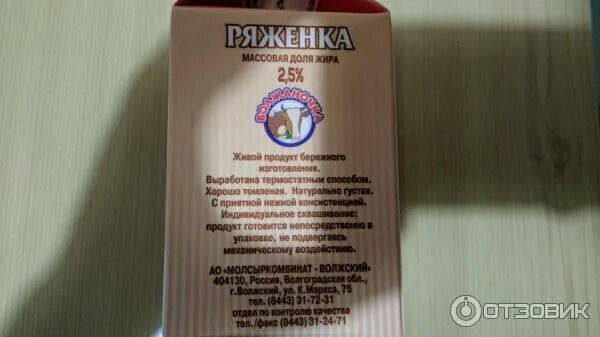 РЯЖЕНКА
МАССОВАЯ ДОЛЯ ЖИРА
2,5%
ВОЛЖАНОЧКА
Живой продукт бережного
изготовления.
Выработана термостатным способом.
Хорошо томленая. Натурально густая.
С приятной нежной консистенцией.
Индивидуальное сквашивание:
продукт готовится непосредственно в
упаковке, не подвергаясь
механическому воздействию.
АО «МОЛСЫРКОМБИНАТ - ВОЛЖСКИЙ»
404130, Россия, Волгоградская обл.,
г.Волжский, ул. К.Маркса, 75
тел. (8443) 31-72-31
отдел по контролю качества
тел./факс (8443) 31-24-71
ОТЗОВИК